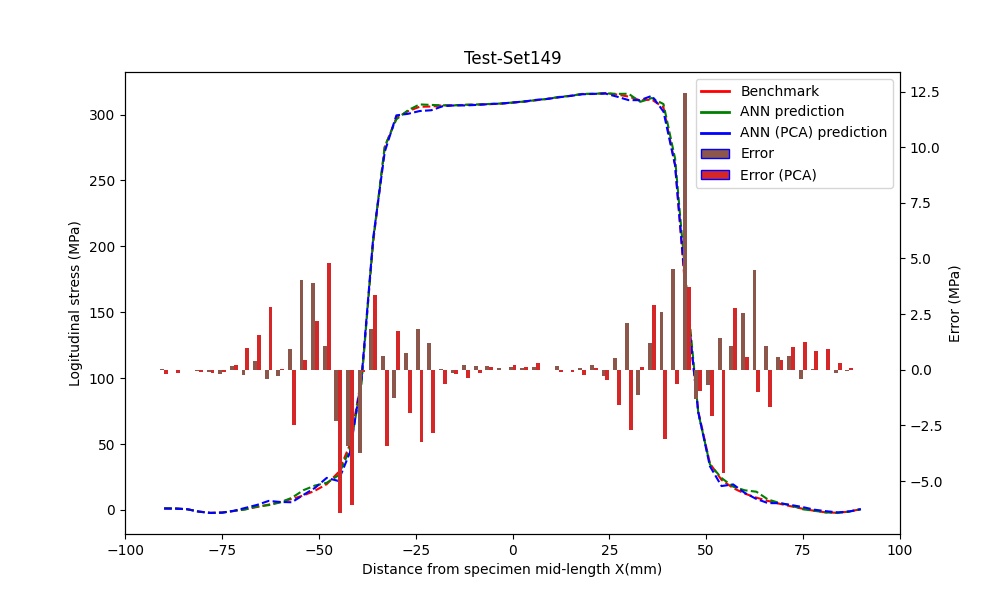 Test-Set149
Logitudinal stress (MPa)
300
250
200
150
100
50
0
−100
−75
−50
−25
0
25
50
75
100
Distance from specimen mid-length X(mm)
12.5
10.0
7.5
5.0
2.5
0.0
−2.5
−5.0
Error (MPa)
Benchmark
ANN prediction
ANN (PCA) prediction
Error
Error (PCA)